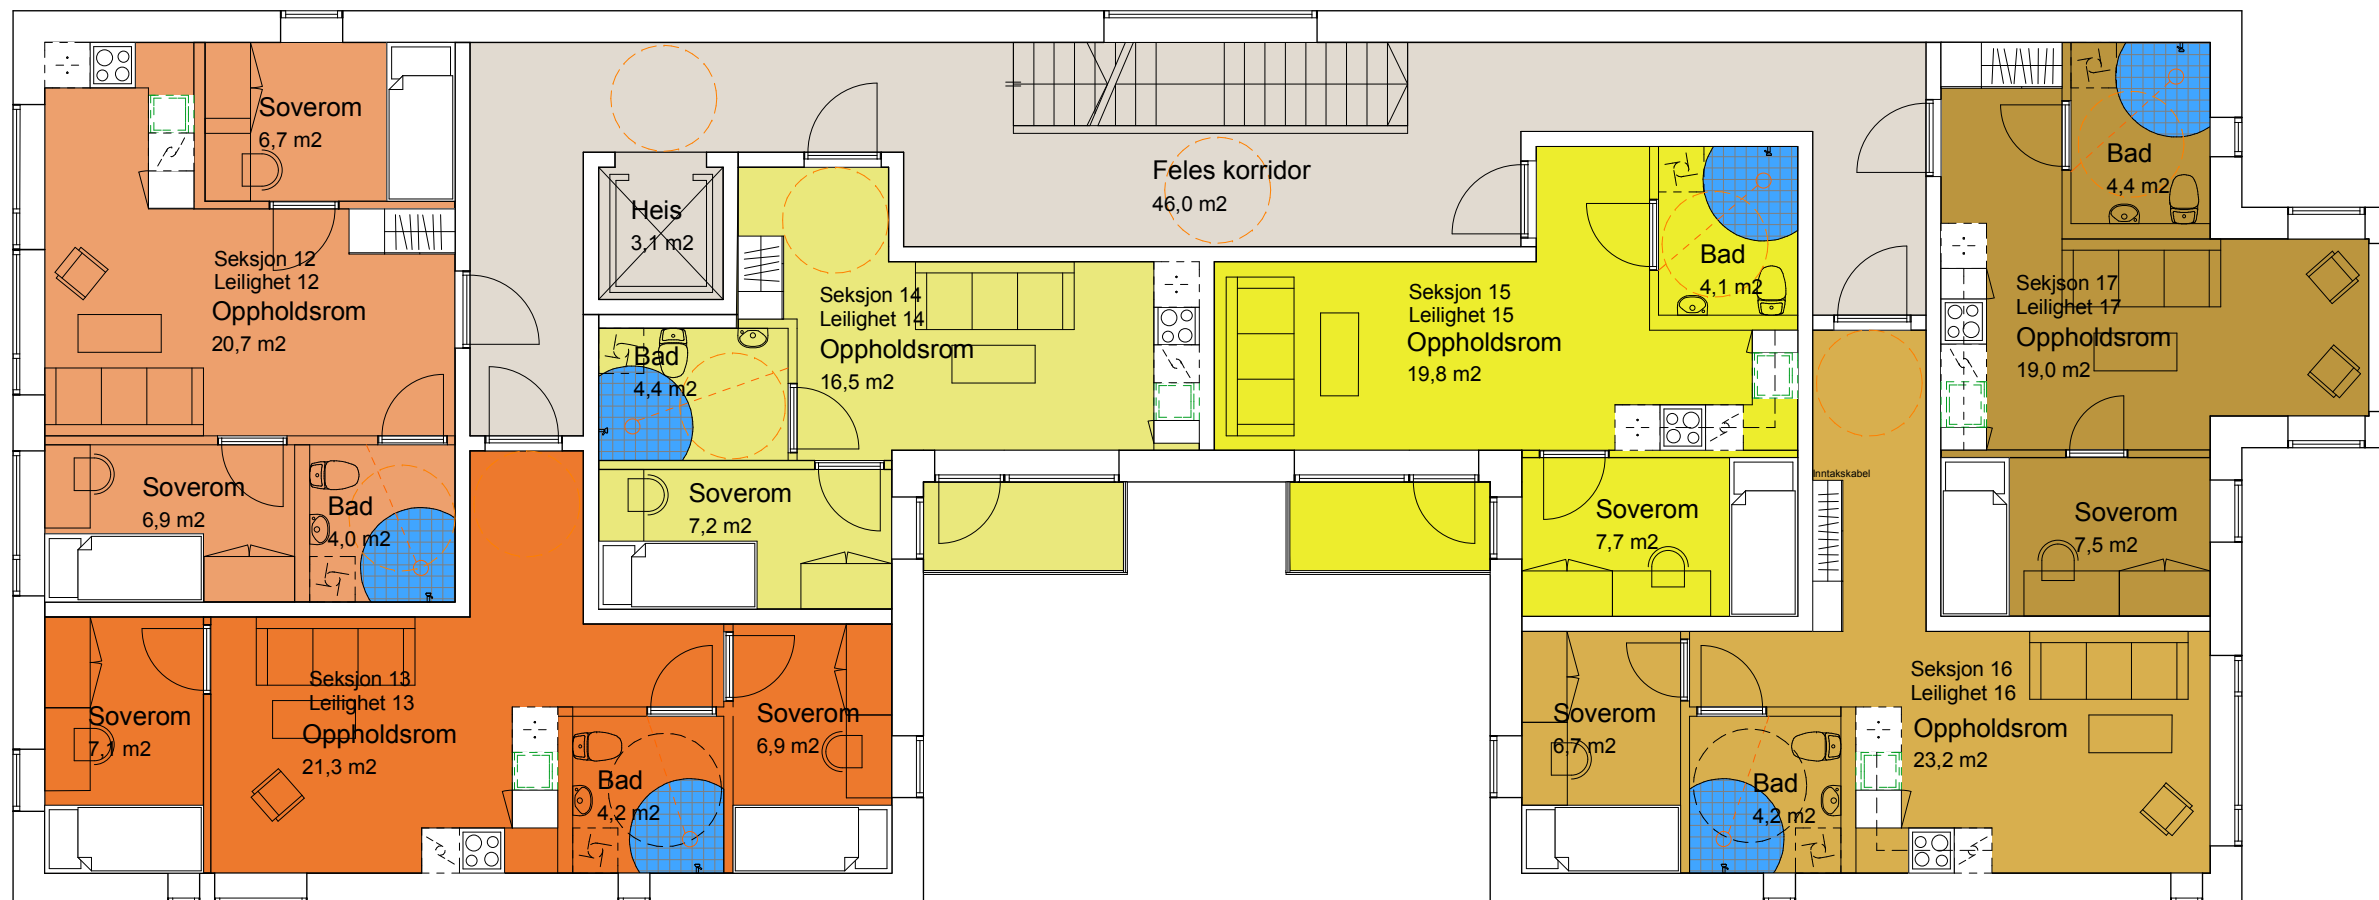 Soverom
6,7 m2
Seksjon 12
Leilighet 12
Oppholdsrom
20,7 m2
Soverom
6,9 m2
Bad
4,0 m2
Heis
3,1 m2
Feles korridor
46,0 m2
Seksjon 14
Leilighet 14
Oppholdsrom
16,5 m2
Bad
4,4 m2
Soverom
7,2 m2
Seksjon 15
Leilighet 15
Oppholdsrom
19,8 m2
Bad
4,1 m2
Soverom
7,7 m2
Bad
4,4 m2
Sekjson 17
Leilighet 17
Oppholdsrom
19,0 m2
Soverom
7,5 m2
Inntakskabel
Soverom
7,1 m2
Seksjon 13
Leilighet 13
Oppholdsrom
21,3 m2
Bad
4,2 m2
Soverom
6,9 m2
Soverom
6,7 m2
Bad
4,2 m2
Seksjon 16
Leilighet 16
Oppholdsrom
23,2 m2